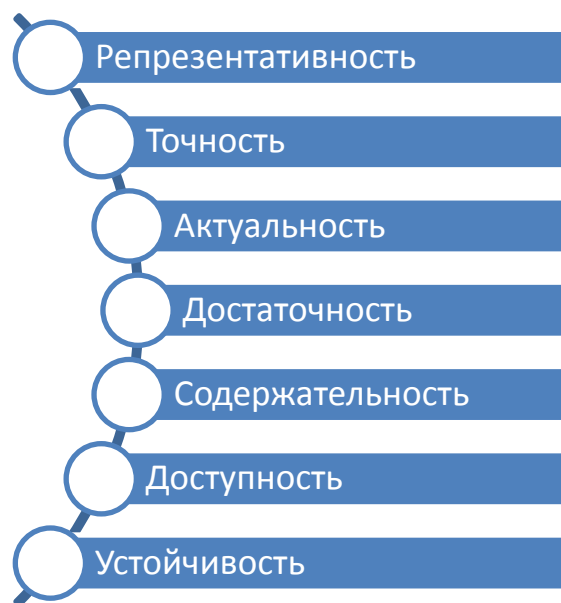 Репрезентативность
Точность
Актуальность
Достаточность
Содержательность
Доступность
Устойчивость